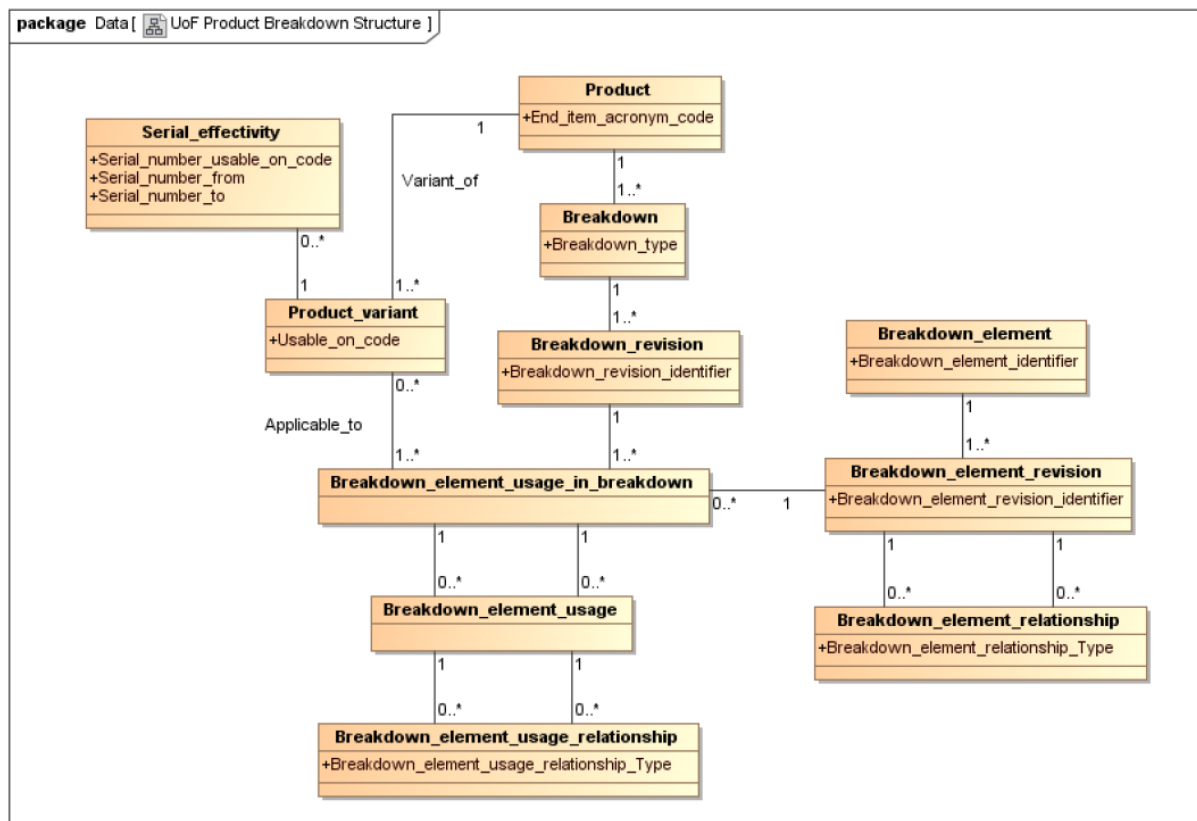 package Data [ UoF Product Breakdown Structure ]
Product
+End_item_acronym_code
Serial_effectivity
+Serial_number_usable_on_code
+Serial_number_from
+Serial_number_to
1
Variant_of
1
1..*
Breakdown
+Breakdown_type
0..*
1
1..*
Product_variant
+Usable_on_code
1
1..*
Breakdown_revision
+Breakdown_revision_identifier
Breakdown_element
+Breakdown_element_identifier
0..*
Applicable_to
1..*
1
1..*
1
1..*
Breakdown_element_usage_in_breakdown
0..*
1
Breakdown_element_revision
+Breakdown_element_revision_identifier
1
1
0..*
0..*
1
1
0..*
0..*
Breakdown_element_usage
Breakdown_element_relationship
+Breakdown_element_relationship_Type
1
1
0..*
0..*
Breakdown_element_usage_relationship
+Breakdown_element_usage_relationship_Type